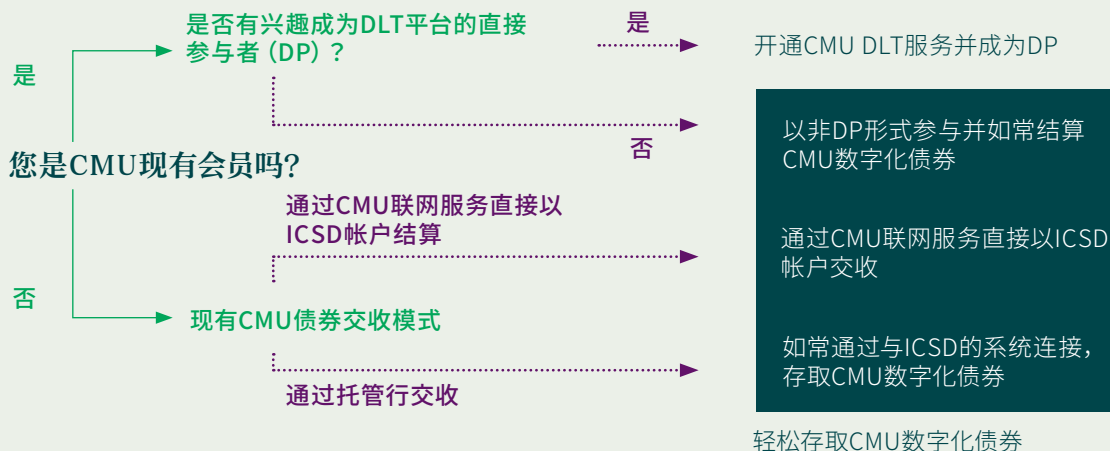 是否有兴趣成为DLT平台的直接
参与者（DP）？
是
开通CMU DLT服务并成为DP
是
否
以非DP形式参与并如常结算
CMU数字化债券
您是CMU现有会员吗?
通过CMU联网服务直接以
ICSD帐户结算
通过CMU联网服务直接以ICSD
帐户交收
否
现有CMU债券交收模式
如常通过与ICSD的系统连接，
存取CMU数字化债券
通过托管行交收
轻松存取CMU数字化债券